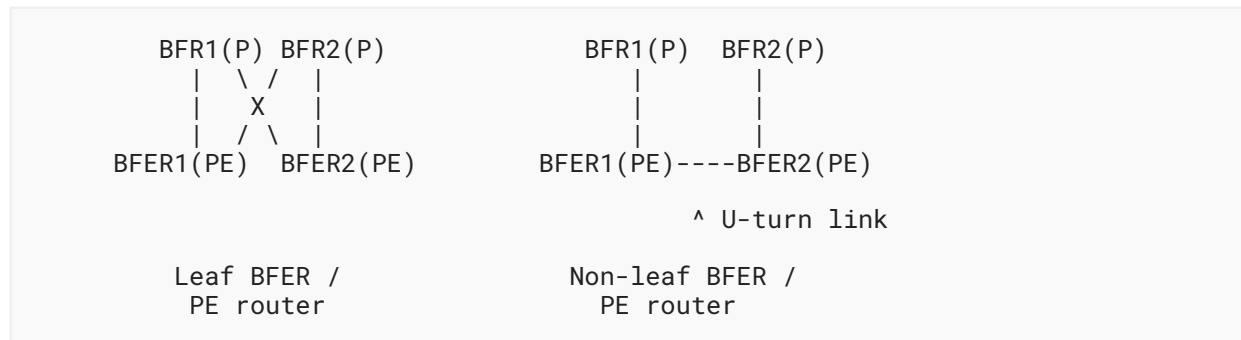 BFR1(P) BFR2(P) BFR1(P) BFR2(P)
| \ / | | |
| X | | |
| / \ | | |
BFER1(PE) BFER2(PE) BFER1(PE)----BFER2(PE)
^ U-turn link
Leaf BFER / Non-leaf BFER /
PE router PE router